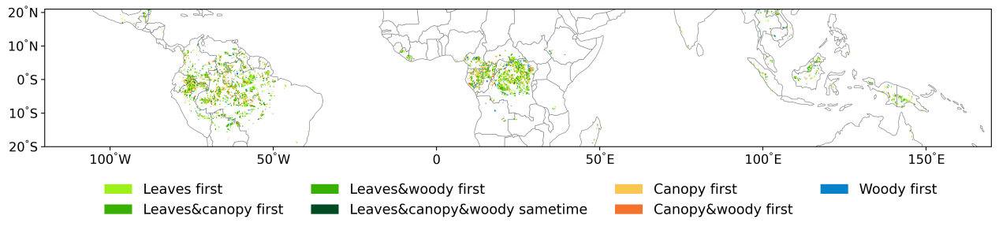 20°N
10°N
0°S
10°S
20°S
100°W 50°W 0 50°E 100°E 150°E
Leaves first Leaves&woody first Canopy first Woody first
Leaves&canopy first Leaves&canopy&woody sametime Canopy&woody first